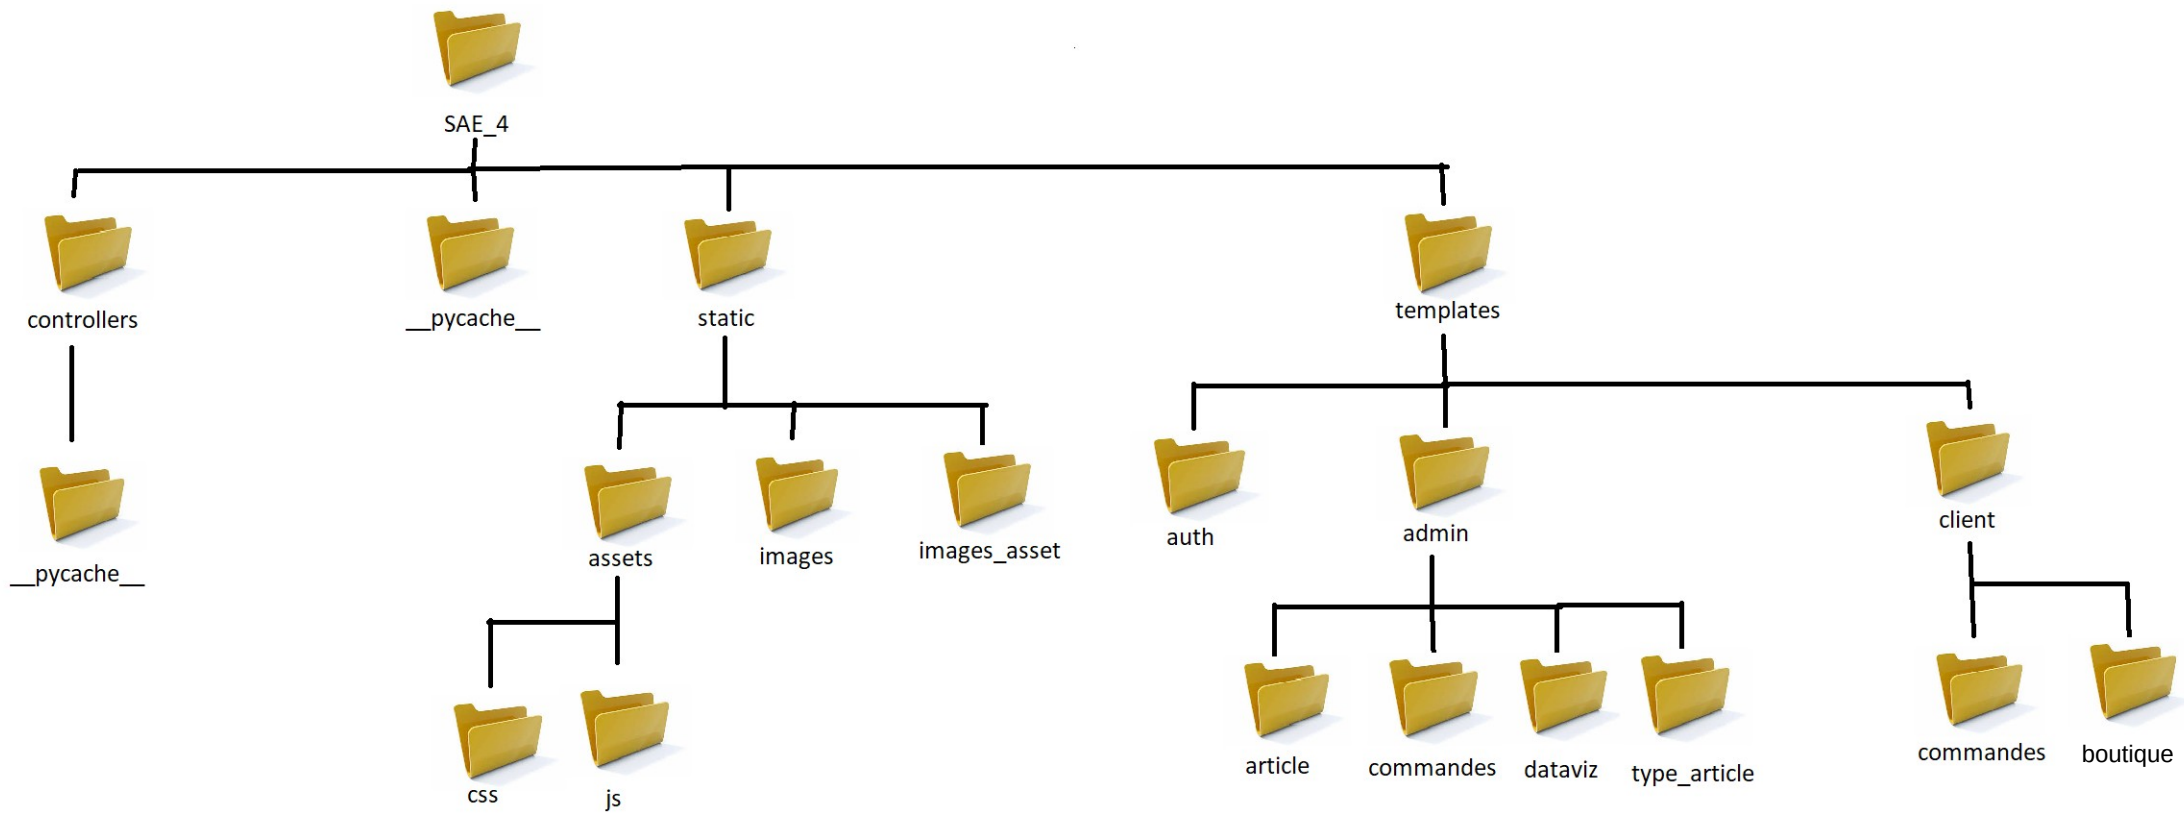 SAE_4
controllers
__pycache__
static
templates
__pycache__
assets
images
images_asset
auth
admin
client
css
js
article
commandes
dataviz
type_article
commandes
boutique